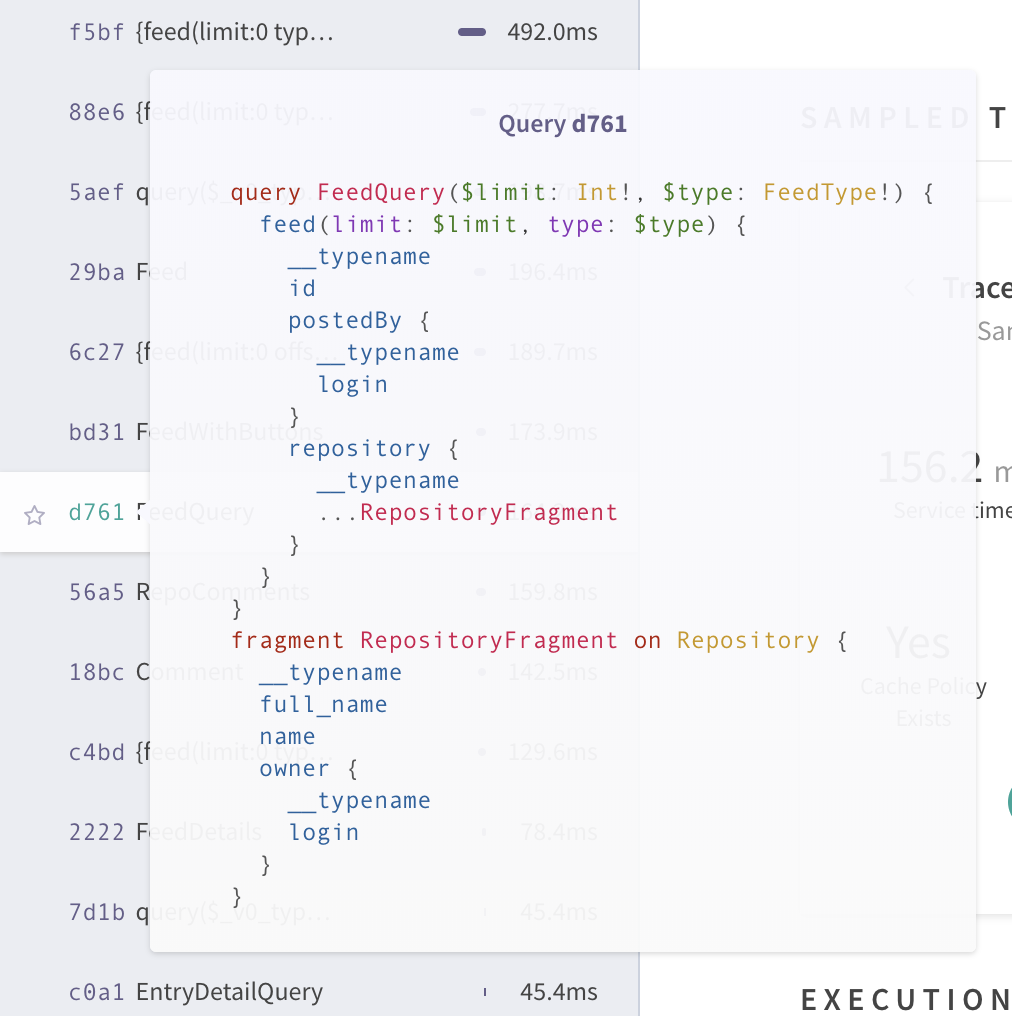 f5bf {feed(limit:0 typ… 492.0ms
88e6 {feed(limit:0 typ… 277.7ms
SAMPLED T
Query d761
5aef query($_
query FeedQuery($limit: Int!, $type: FeedType!) {
feed(limit: $limit, type: $type) {
__typename
29ba Feed 196.4ms
id
Trace
postedBy {
Sar
6c27 {feed(limit:0 offs… 189.7ms
__typename
login
}
bd31 FeedWithButtons 173.9ms
repository {
156.2 m
__typename
d761 FeedQuery
...RepositoryFragment
Service time
}
}
56a5 RepoComments 159.8ms
}
fragment RepositoryFragment on Repository {
Yes
18bc Comment 142.5ms
__typename
Cache Policy
full_name
Exists
name
c4bd {feed(limit:0 typ… 129.6ms
owner {
__typename
2222 FeedDetails 78.4ms
login
}
}
7d1b query($_v0_typ… 45.4ms
c0a1 EntryDetailQuery 45.4ms
EXECUTION